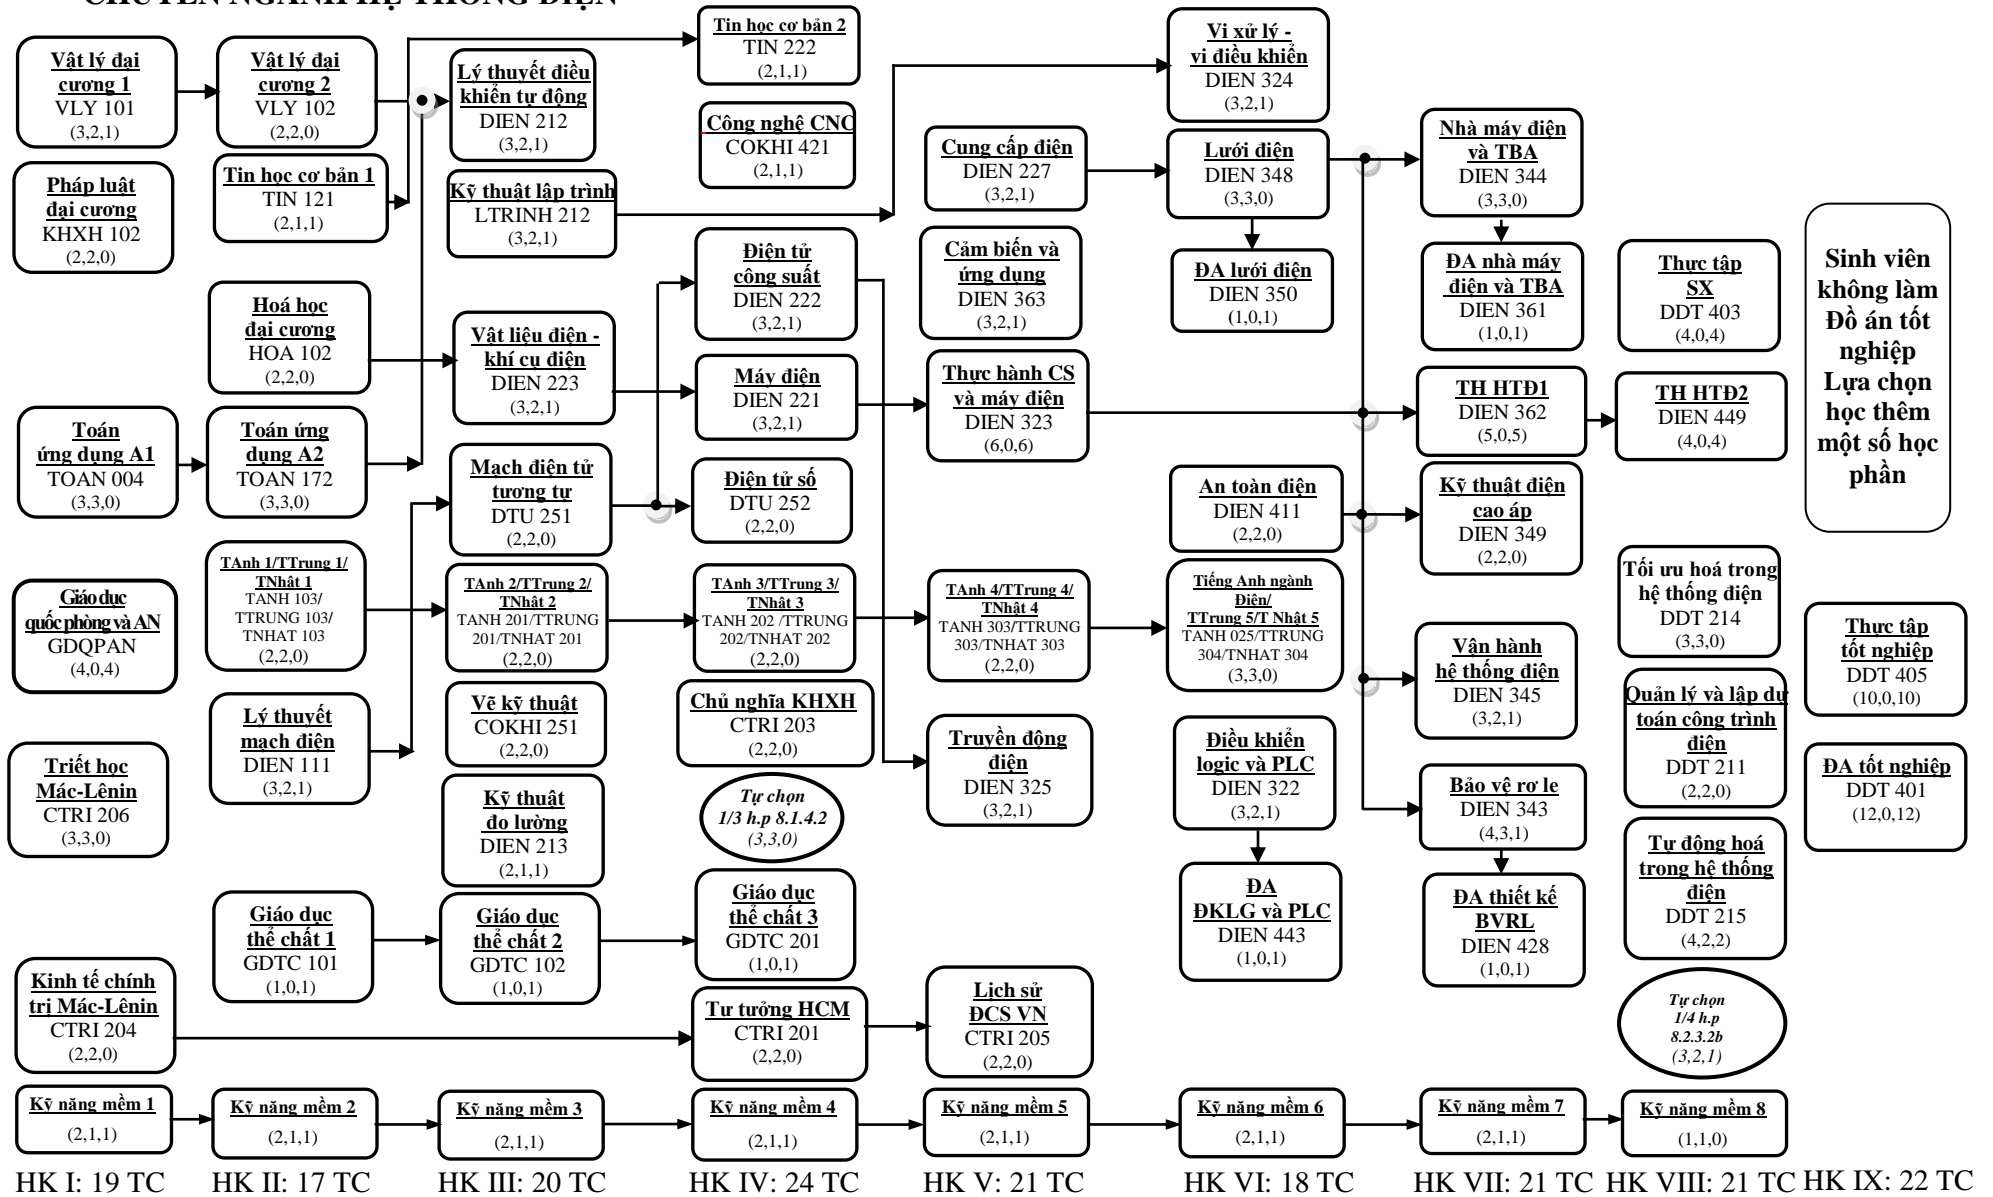 CHUYÊN NGÀNH HỆ THỐNG ĐIỆN
Vật lý đại
cương 1
VLY 101
(3,2,1)
Pháp luật
đại cương
KHXH 102
(2,2,0)
Toán
ứng dụng A1
TOAN 004
(3,3,0)
Giáo dục
quốc phòng và AN
GDQPAN
(4,0,4)
Triết học
Mác-Lênin
CTRI 206
(3,3,0)
Kinh tế chính
trị Mác-Lênin
CTRI 204
(2,2,0)
Kỹ năng mềm 1
(2,1,1)
HK I: 19 TC
Vật lý đại
cương 2
VLY 102
(2,2,0)
Tin học cơ bản 1
TIN 121
(2,1,1)
Hoá học
đại cương
HOA 102
(2,2,0)
Toán ứng
dụng A2
TOAN 172
(3,3,0)
TAnh 1/TTrung 1/
TNhật 1
TANH 103/
TTRUNG 103/
TNHAT 103
(2,2,0)
Lý thuyết
mạch điện
DIEN 111
(3,2,1)
Giáo dục
thể chất 1
GDTC 101
(1,0,1)
Kỹ năng mềm 2
(2,1,1)
HK II: 17 TC
Lý thuyết điều
khiển tự động
DIEN 212
(3,2,1)
Kỹ thuật lập trình
LTRINH 212
(3,2,1)
Vật liệu điện -
khí cụ điện
DIEN 223
(3,2,1)
Mạch điện tử
tương tự
DTU 251
(2,2,0)
TAnh 2/TTrung 2/
TNhật 2
TANH 201/TTRUNG
201/TNHAT 201
(2,2,0)
Vẽ kỹ thuật
COKHI 251
(2,2,0)
Kỹ thuật
đo lường
DIEN 213
(2,1,1)
Giáo dục
thể chất 2
GDTC 102
(1,0,1)
Kỹ năng mềm 3
(2,1,1)
HK III: 20 TC
Tin học cơ bản 2
TIN 222
(2,1,1)
Công nghệ CNC
COKHI 421
(2,1,1)
Điện tử
công suất
DIEN 222
(3,2,1)
Máy điện
DIEN 221
(3,2,1)
Điện tử số
DTU 252
(2,2,0)
TAnh 3/TTrung 3/
TNhật 3
TANH 202 /TTRUNG
202/TNHAT 202
(2,2,0)
Chủ nghĩa KHXH
CTRI 203
(2,2,0)
Tự chọn
1/3 h.p 8.1.4.2
(3,3,0)
Giáo dục
thể chất 3
GDTC 201
(1,0,1)
Tư tưởng HCM
CTRI 201
(2,2,0)
Kỹ năng mềm 4
(2,1,1)
HK IV: 24 TC
Cung cấp điện
DIEN 227
(3,2,1)
Cảm biến và
ứng dụng
DIEN 363
(3,2,1)
Thực hành CS
và máy điện
DIEN 323
(6,0,6)
TAnh 4/TTrung 4/
TNhật 4
TANH 303/TTRUNG
303/TNHAT 303
(2,2,0)
Truyền động
điện
DIEN 325
(3,2,1)
Lịch sử
ĐCS VN
CTRI 205
(2,2,0)
Kỹ năng mềm 5
(2,1,1)
HK V: 21 TC
Vi xử lý -
vi điều khiển
DIEN 324
(3,2,1)
Lưới điện
DIEN 348
(3,3,0)
ĐA lưới điện
DIEN 350
(1,0,1)
An toàn điện
DIEN 411
(2,2,0)
Tiếng Anh ngành
Điện/
TTrung 5/T Nhật 5
TANH 025/TTRUNG
304/TNHAT 304
(3,3,0)
Điều khiển
logic và PLC
DIEN 322
(3,2,1)
ĐA
ĐKLG và PLC
DIEN 443
(1,0,1)
Kỹ năng mềm 6
(2,1,1)
HK VI: 18 TC
Nhà máy điện
và TBA
DIEN 344
(3,3,0)
ĐA nhà máy
điện và TBA
DIEN 361
(1,0,1)
TH HTĐ1
DIEN 362
(5,0,5)
Kỹ thuật điện
cao áp
DIEN 349
(2,2,0)
Vận hành
hệ thống điện
DIEN 345
(3,2,1)
Bảo vệ rơ le
DIEN 343
(4,3,1)
ĐA thiết kế
BVRL
DIEN 428
(1,0,1)
Kỹ năng mềm 7
(2,1,1)
HK VII: 21 TC
Thực tập
SX
DDT 403
(4,0,4)
TH HTĐ2
DIEN 449
(4,0,4)
Tối ưu hoá trong
hệ thống điện
DDT 214
(3,3,0)
Quản lý và lập dự
toán công trình
điện
DDT 211
(2,2,0)
Tự động hoá
trong hệ thống
điện
DDT 215
(4,2,2)
Tự chọn
1/4 h.p
8.2.3.2b
(3,2,1)
Kỹ năng mềm 8
(1,1,0)
HK VIII: 21 TC
Sinh viên
không làm
Đồ án tốt
nghiệp
Lựa chọn
học thêm
một số học
phần
Thực tập
tốt nghiệp
DDT 405
(10,0,10)
ĐA tốt nghiệp
DDT 401
(12,0,12)
HK IX: 22 TC